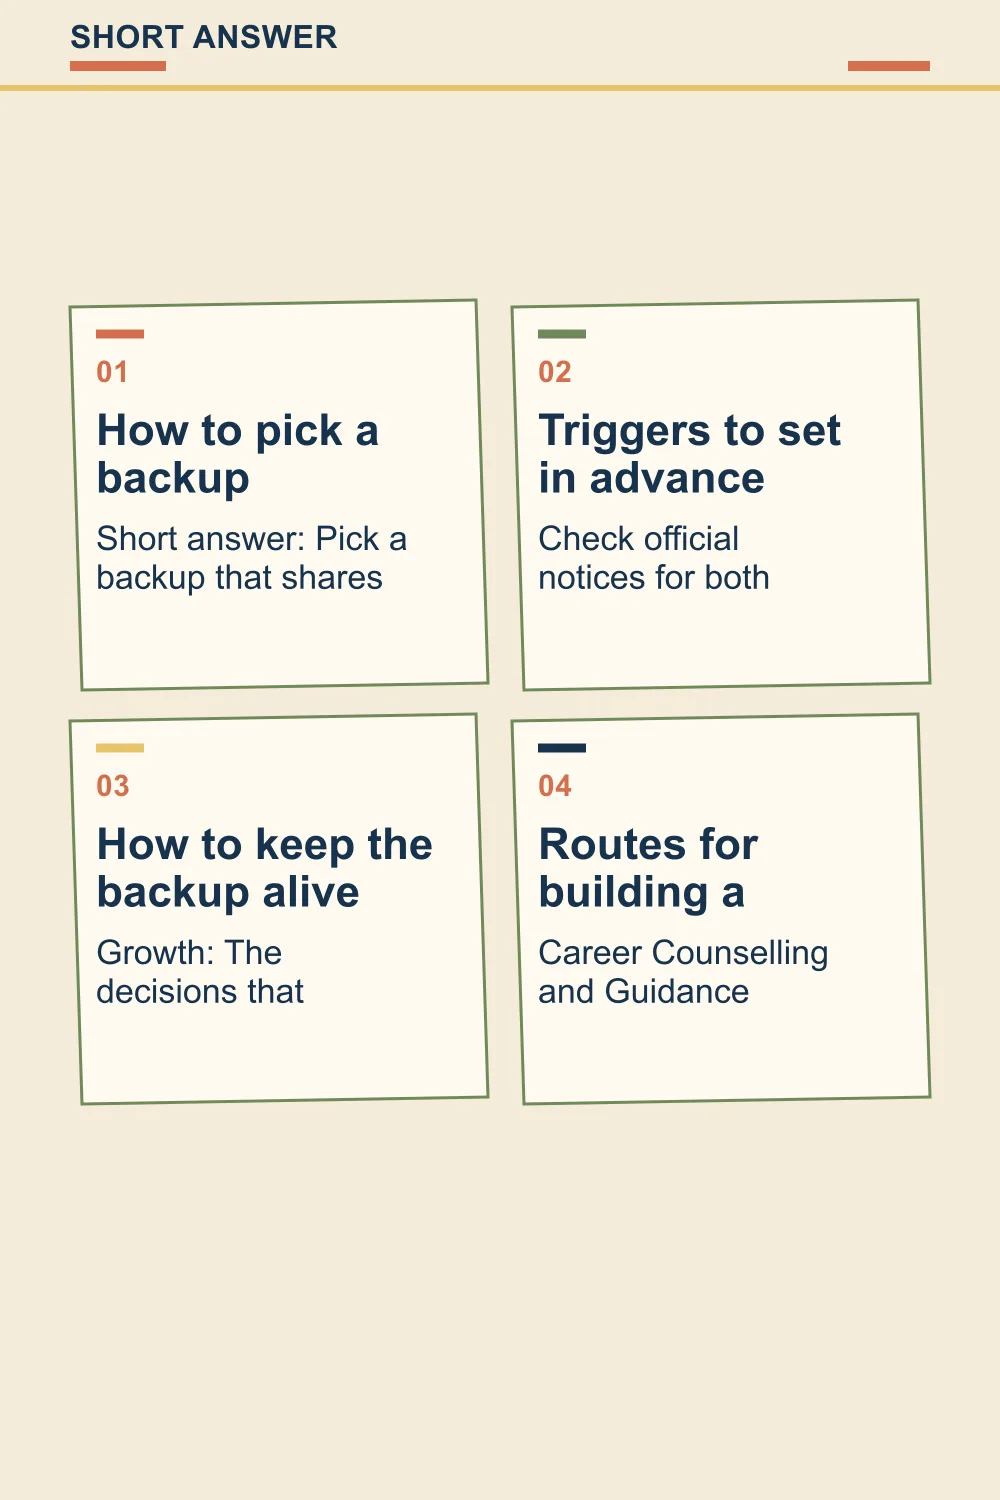 SHORT ANSWER
01
How to pick a
backup
Short answer: Pick a
backup that shares
02
Triggers to set
in advance
Check official
notices for both
03
How to keep the
backup alive
Growth: The
decisions that
04
Routes for
building a
Career Counselling
and Guidance